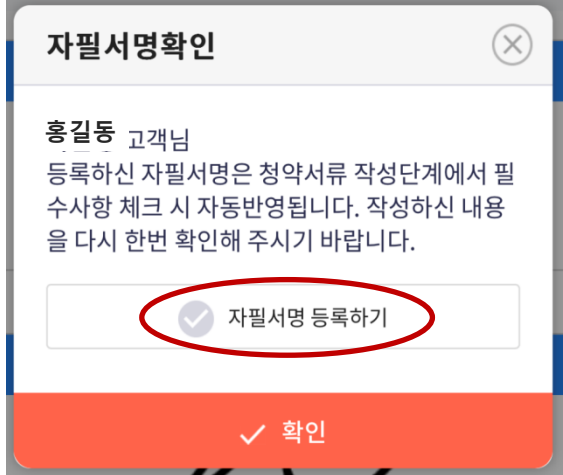 자필서명확인
홍길동 고객님
등록하신 자필서명은 청약서류 작성단계에서 필
수사항 체크 시 자동반영됩니다. 작성하신 내용
을 다시 한번 확인해 주시기 바랍니다.
자필서명 등록하기
확인